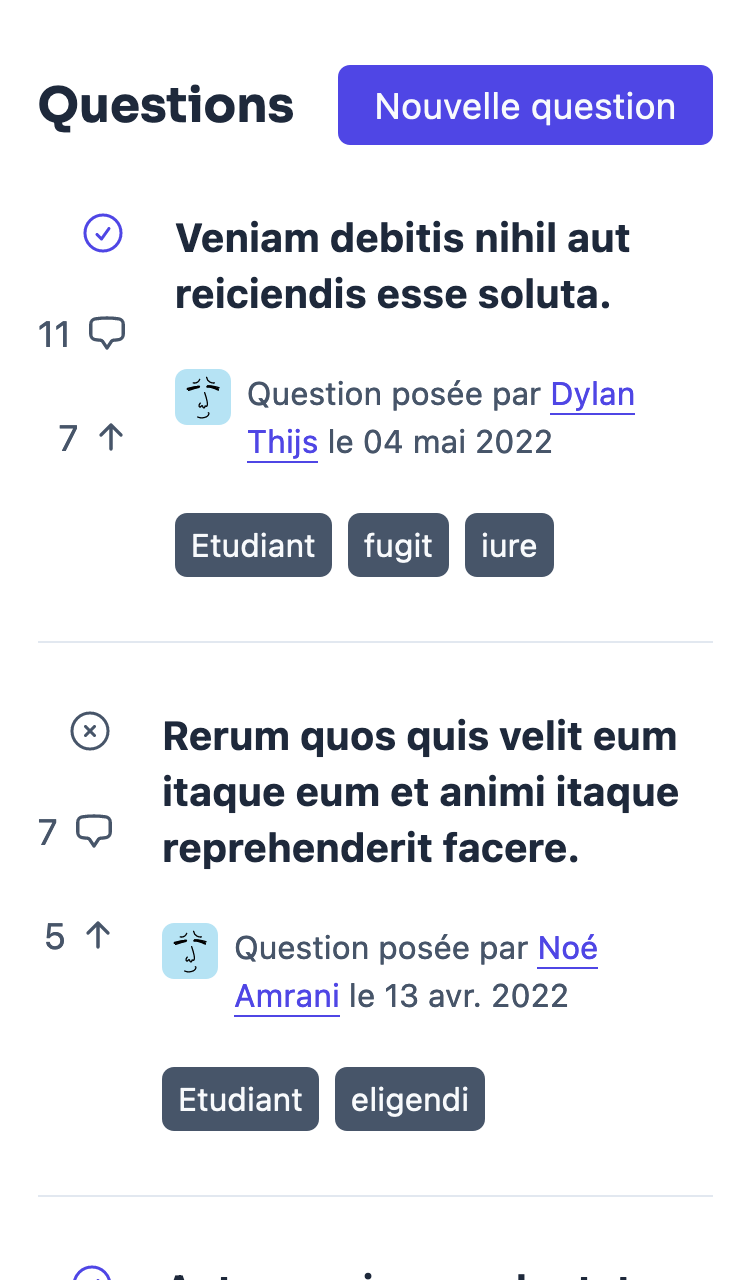 Questions
Nouvelle question
Veniam debitis nihil aut
reiciendis esse soluta.
11
7
Question posée par Dylan
Thijs le 04 mai 2022
Etudiant fugit iure
Rerum quos quis velit eum
itaque eum et animi itaque
reprehenderit facere.
7
5
Question posée par Noé
Amrani le 13 avr. 2022
Etudiant eligendi